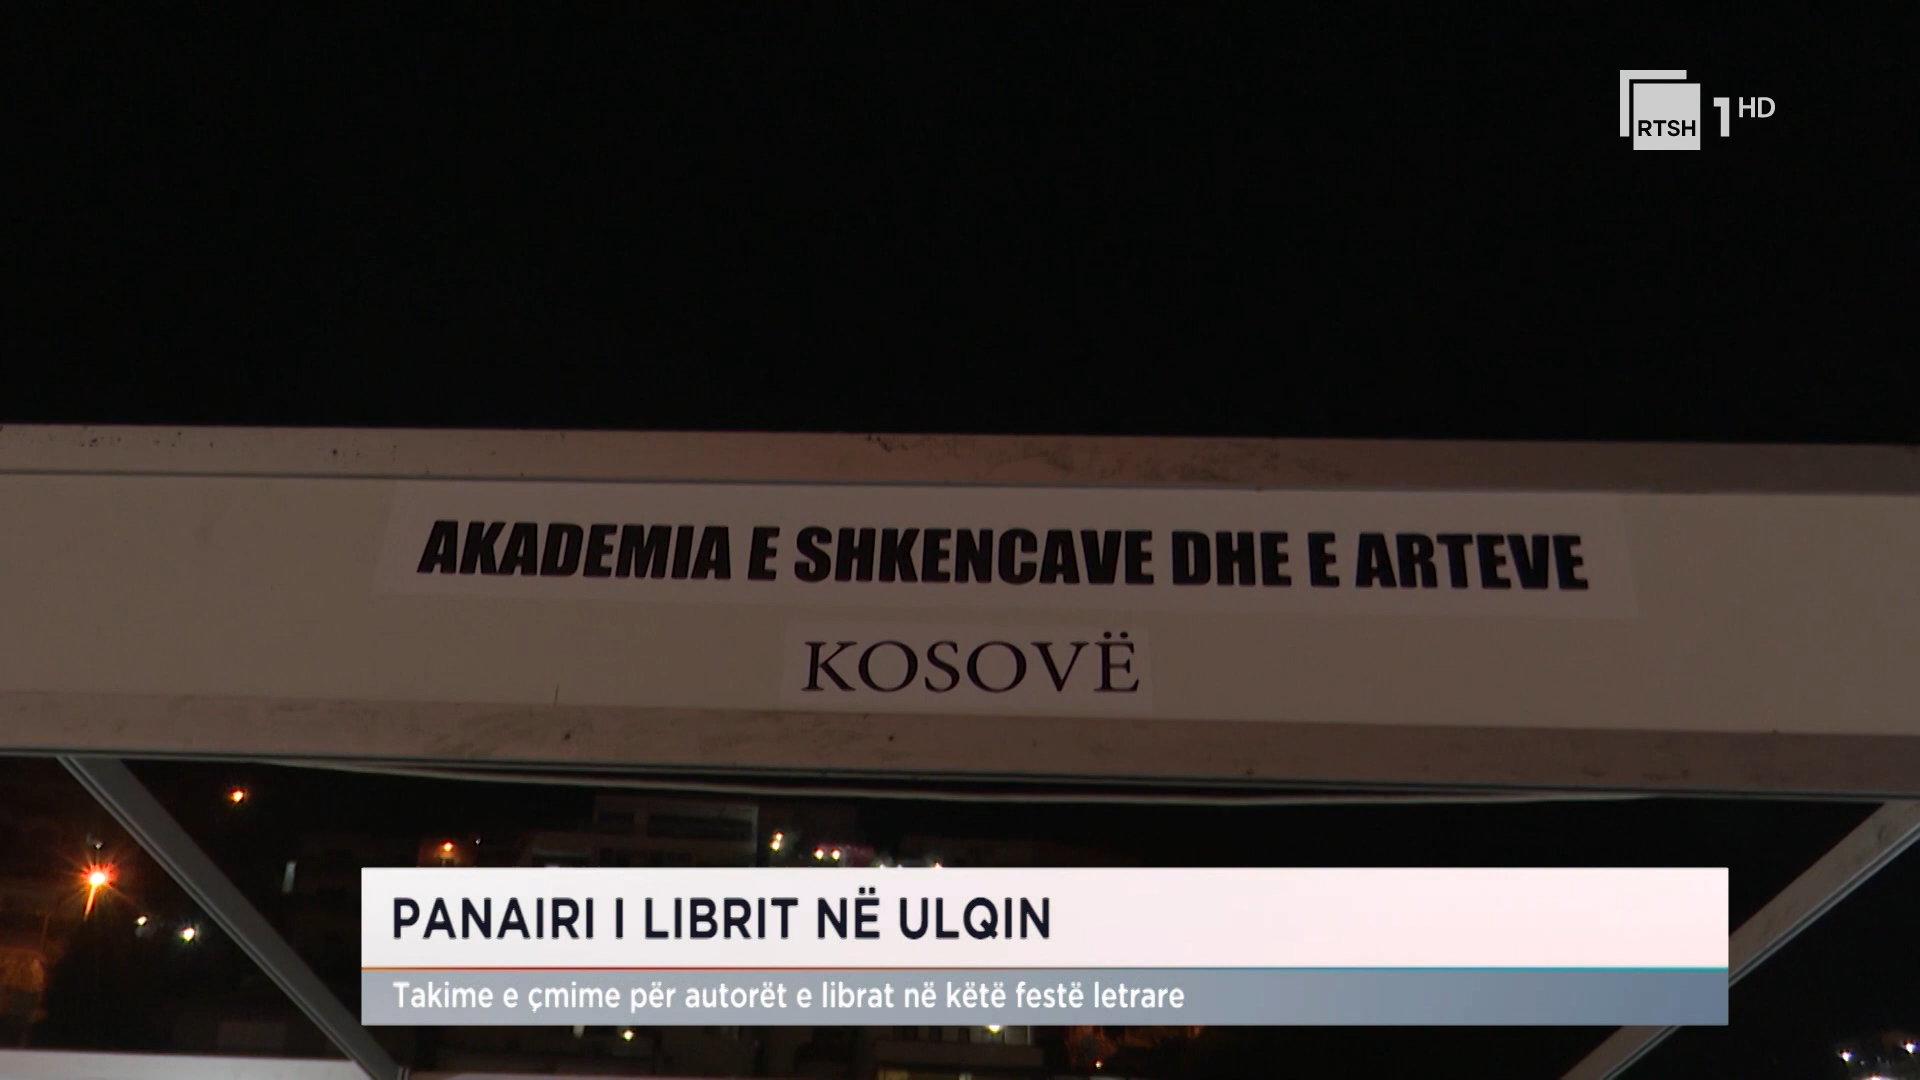 RTSH 1 HD
AKADEMIA E SHKENCAVE DHE E ARTEVE
KOSOVË
PANAIRI I LIBRIT NË ULQIN
Takime e çmime për autorët e librat në këtë festë letrare